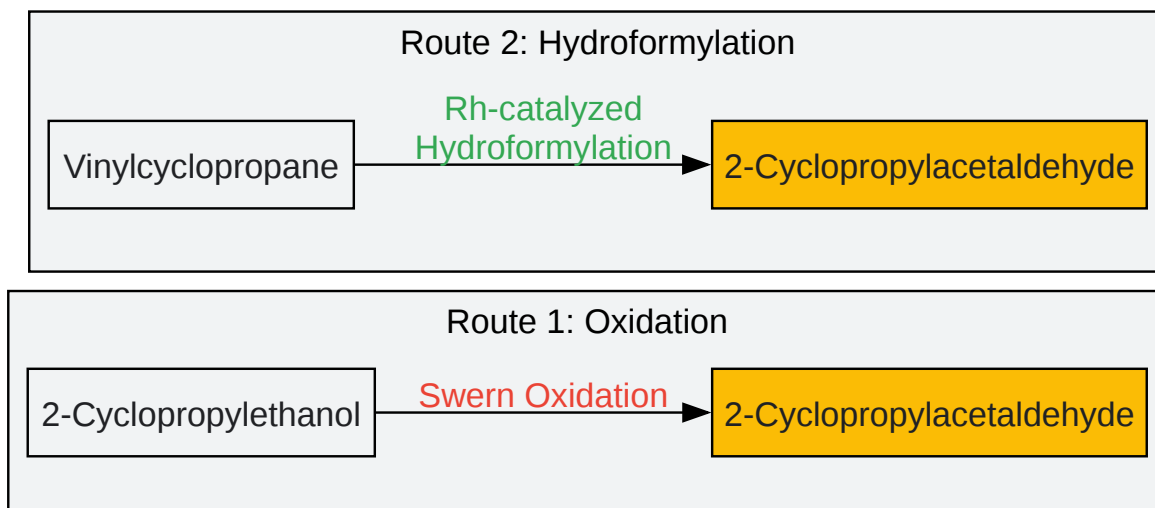 Route 2: Hydroformylation
Rh-catalyzed
Hydroformylation
Vinylcyclopropane
2-Cyclopropylacetaldehyde
Route 1: Oxidation
Swern Oxidation
2-Cyclopropylethanol
2-Cyclopropylacetaldehyde